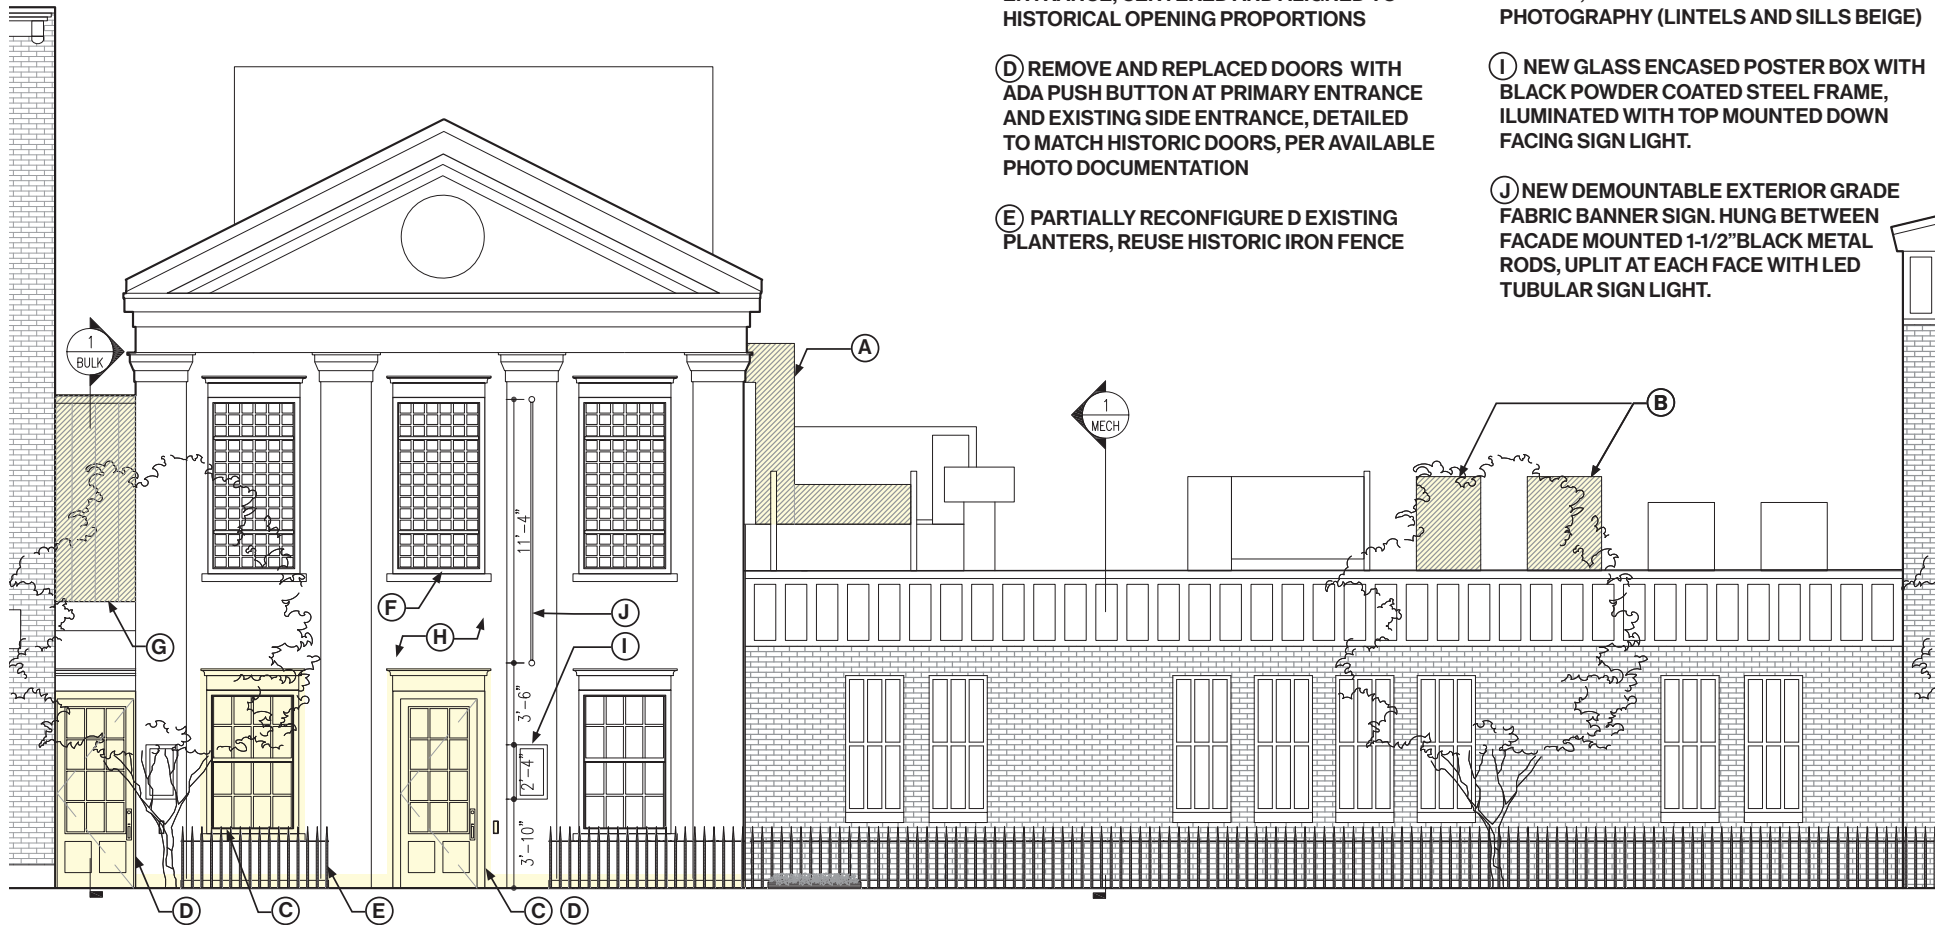 HISTORICAL OPENING PROPORTIONS
D REMOVE AND REPLACED DOORS WITH
ADA PUSH BUTTON AT PRIMARY ENTRANCE
AND EXISTING SIDE ENTRANCE, DETAILED
TO MATCH HISTORIC DOORS, PER AVAILABLE
PHOTO DOCUMENTATION
E PARTIALLY RECONFIGURE D EXISTING
PLANTERS, REUSE HISTORIC IRON FENCE
PHOTOGRAPHY (LINTELS AND SILLS BEIGE)
I NEW GLASS ENCASED POSTER BOX WITH
BLACK POWDER COATED STEEL FRAME,
ILUMINATED WITH TOP MOUNTED DOWN
FACING SIGN LIGHT.
J NEW DEMOUNTABLE EXTERIOR GRADE
FABRIC BANNER SIGN. HUNG BETWEEN
FACADE MOUNTED 1-1/2"BLACK METAL
RODS, UPLIT AT EACH FACE WITH LED
TUBULAR SIGN LIGHT.
1
BULK
A
1
MECH
B
11'-4"
F
J
H
I
G
3'-6"
2'-4"
3'-10"
D
C
E
C D